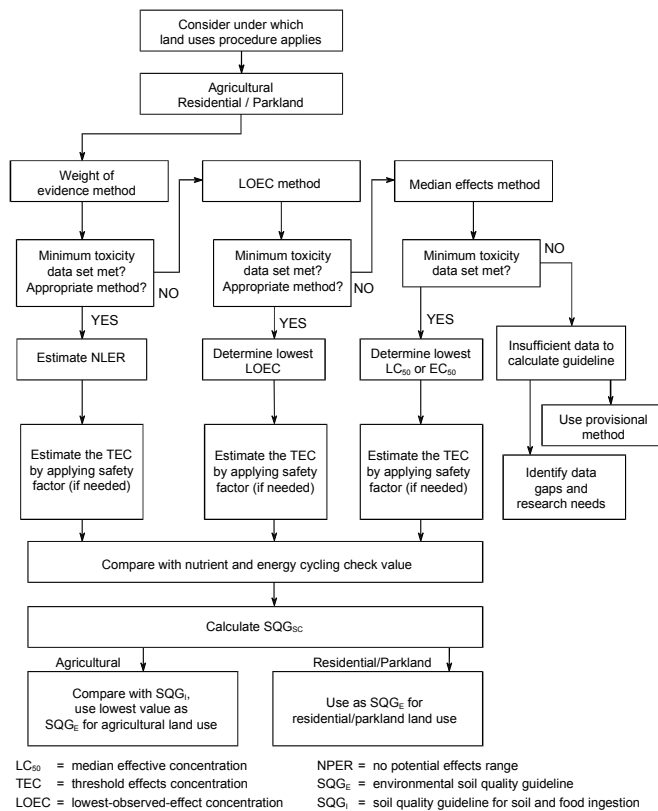 Consider under which
land uses procedure applies
Agricultural
Residential / Parkland
Weight of
evidence method
LOEC method
Median effects method
Minimum toxicity
data set met?
Appropriate method?
NO
Minimum toxicity
data set met?
Appropriate method?
NO
Minimum toxicity
data set met?
NO
YES
YES
YES
Estimate NLER
Determine lowest
LOEC
Determine lowest
LC₅₀ or EC₅₀
Insufficient data to
calculate guideline
Use provisional
method
Identify data
gaps and
research needs
Estimate the TEC
by applying safety
factor (if needed)
Estimate the TEC
by applying safety
factor (if needed)
Estimate the TEC
by applying safety
factor (if needed)
Compare with nutrient and energy cycling check value
Calculate SQG_SC
Agricultural
Residential/Parkland
Compare with SQG_I,
use lowest value as
SQG_E for agricultural land use
Use as SQG_E for
residential/parkland land use
LC₅₀ = median effective concentration
TEC = threshold effects concentration
LOEC = lowest-observed-effect concentration
NPER = no potential effects range
SQG_E = environmental soil quality guideline
SQG_I = soil quality guideline for soil and food ingestion